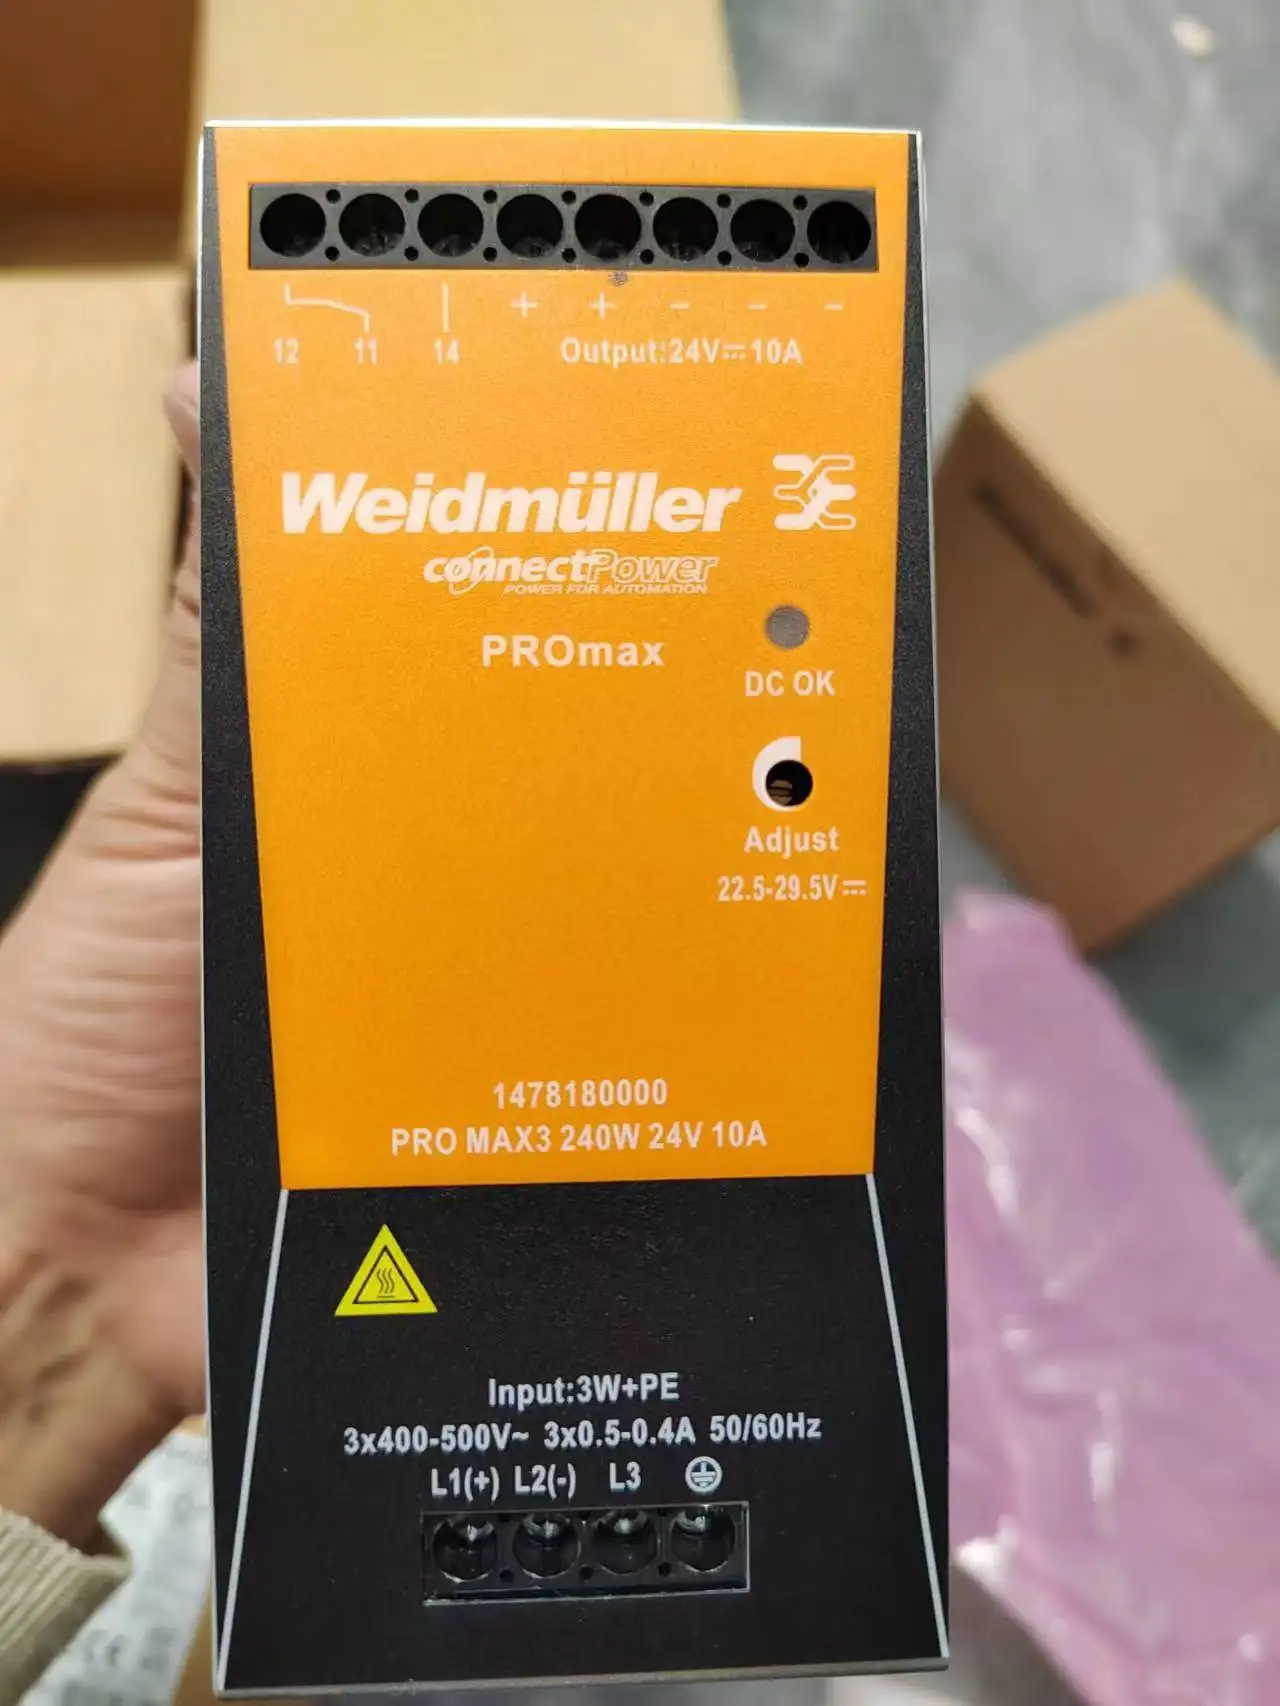 + + - - -
12 11 14 Output:24V⎓10A
Weidmüller
connectPower
POWER FOR AUTOMATION
PROmax
DC OK
Adjust
22.5-29.5V⎓
1478180000
PRO MAX3 240W 24V 10A
Input:3W+PE
3x400-500V~ 3x0.5-0.4A 50/60Hz
L1(+) L2(-) L3